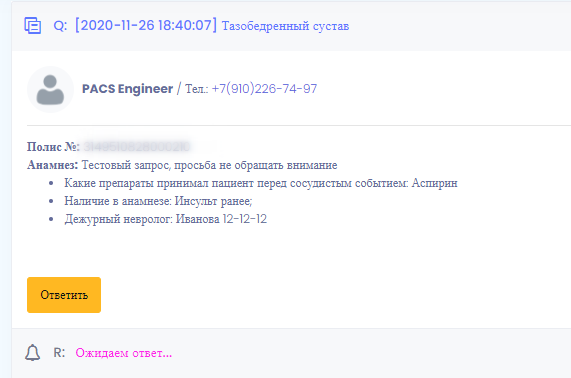 Q: [2020-11-26 18:40:07] Тазобедренный сустав
PACS Engineer / Тел.: +7(910)226-74-97
Полис №:
Анамнез: Тестовый запрос, просьба не обращать внимание
• Какие препараты принимал пациент перед сосудистым событием: Аспирин
• Наличие в анамнезе: Инсульт ранее;
• Дежурный невролог: Иванова 12-12-12
Ответить
R: Ожидаем ответ...